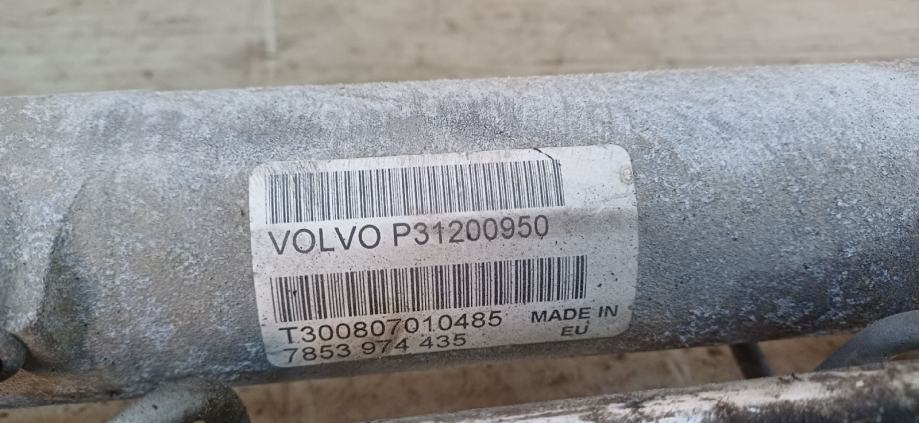 VOLVO P31200950
T300807010485
7853 974 435
MADE IN
EU